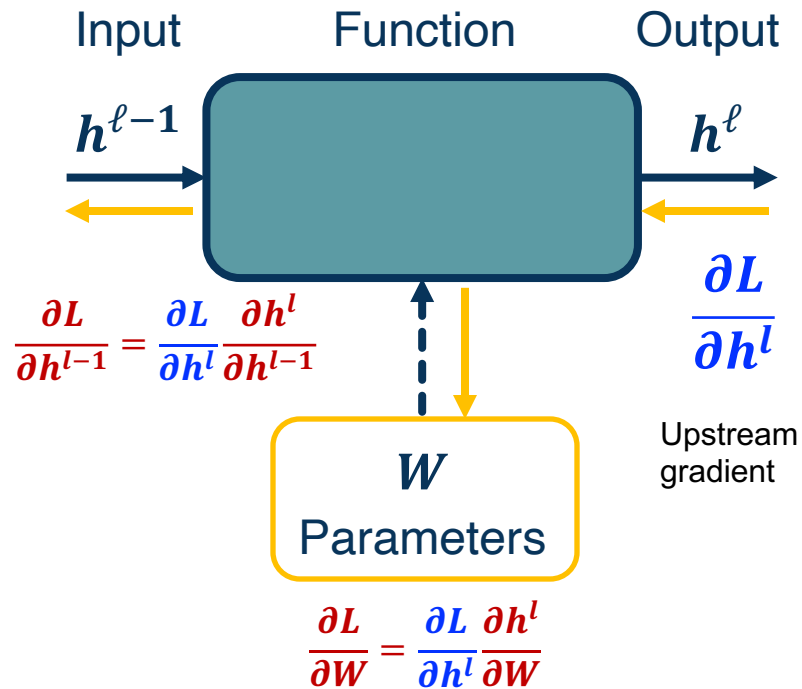 Input Function Output
h^{ℓ−1} h^ℓ
∂L/∂h^{l−1} = ∂L/∂h^l ∂h^l/∂h^{l−1}
∂L/∂h^l
Upstream
gradient
W
Parameters
∂L/∂W = ∂L/∂h^l ∂h^l/∂W